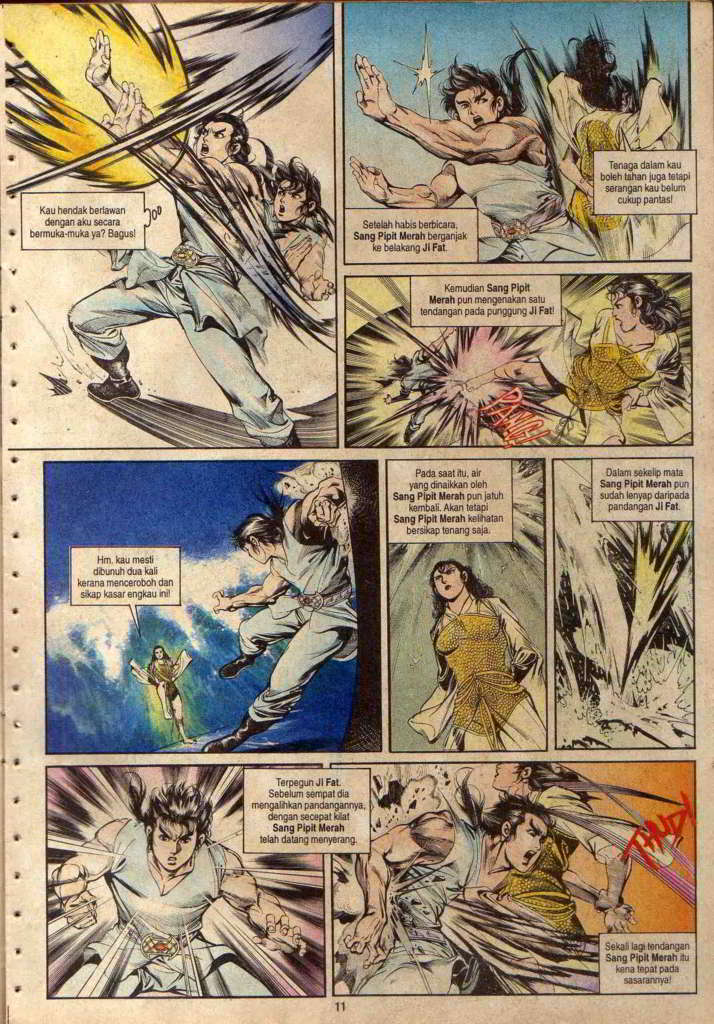 Kau hendak berlawan
dengan aku secara
bermuka-muka ya? Bagus!
Setelah habis berbicara,
Sang Pipit Merah berganjak
ke belakang Ji Fat.
Tenaga dalam kau
boleh tahan juga tetapi
serangan kau belum
cukup pantas!
Kemudian Sang Pipit
Merah pun mengenakan satu
tendangan pada punggung Ji Fat!
PANG!
Hm, kau mesti
dibunuh dua kali
kerana menceroboh dan
sikap kasar engkau ini!
Pada saat itu, air
yang dinaikkan oleh
Sang Pipit Merah pun jatuh
kembali. Akan tetapi
Sang Pipit Merah kelihatan
bersikap tenang saja.
Dalam sekelip mata
Sang Pipit Merah pun
sudah lenyap daripada
pandangan Ji Fat.
Terpegun Ji Fat.
Sebelum sempat dia
mengalihkan pandangannya,
dengan secepat kilat
Sang Pipit Merah
telah datang menyerang.
Sekali lagi tendangan
Sang Pipit Merah itu
kena tepat pada
sasarannya!
11